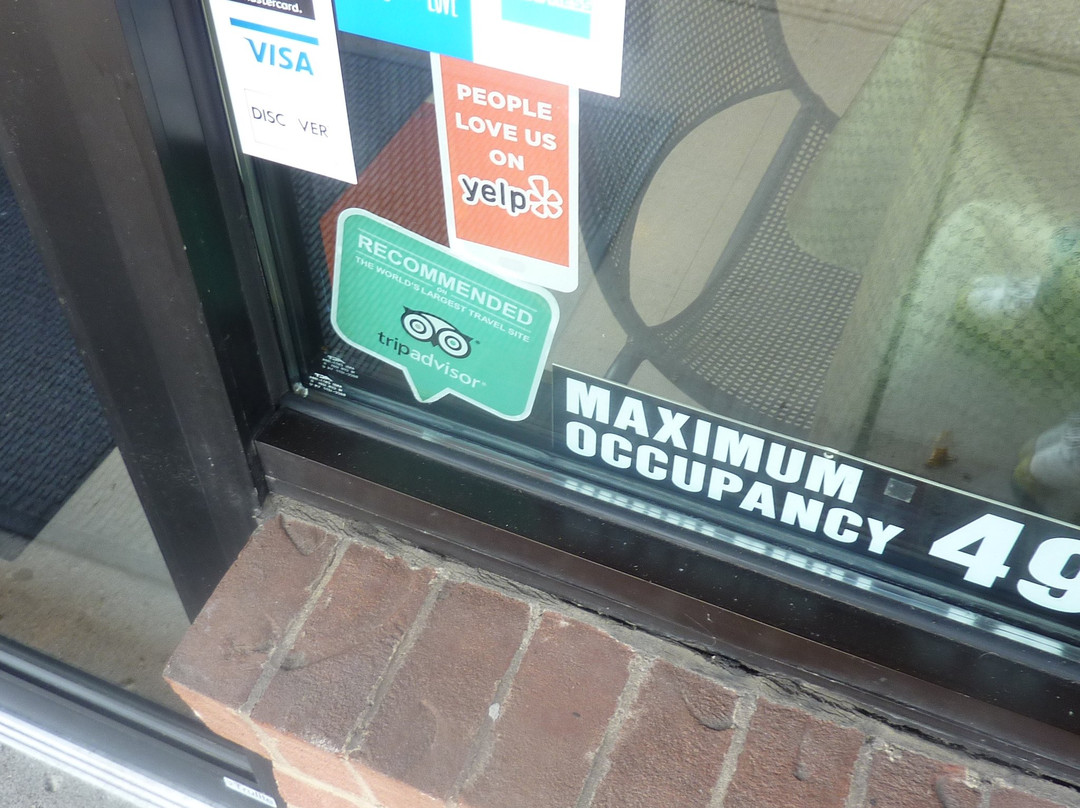 VISA
DISC VER
PEOPLE
LOVE US
ON
yelp
RECOMMENDED
ON
THE WORLD'S LARGEST TRAVEL SITE
tripadvisor®
MAXIMUM
OCCUPANCY 49